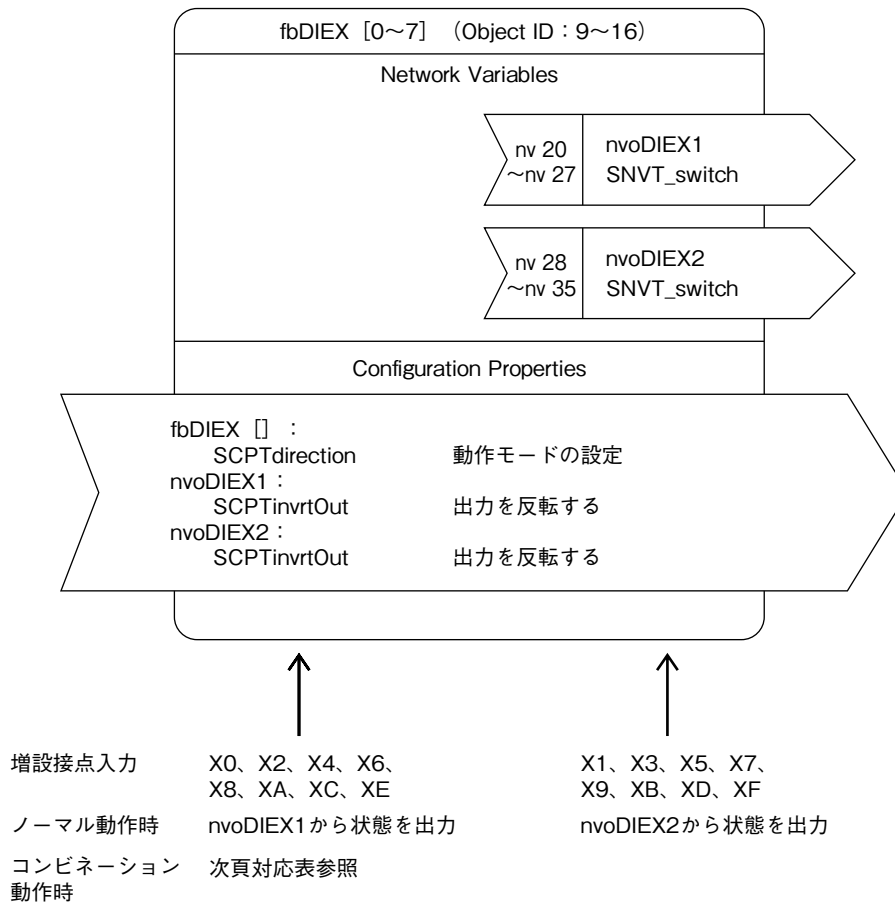 fbDIEX [0～7] （Object ID：9～16）
Network Variables
nv 20
～nv 27
nvoDIEX1
SNVT_switch
nv 28
～nv 35
nvoDIEX2
SNVT_switch
Configuration Properties
fbDIEX [] ：
SCPTdirection 動作モードの設定
nvoDIEX1：
SCPTinvrtOut 出力を反転する
nvoDIEX2：
SCPTinvrtOut 出力を反転する
増設接点入力 X0、X2、X4、X6、 X1、X3、X5、X7、
X8、XA、XC、XE X9、XB、XD、XF
ノーマル動作時 nvoDIEX1から状態を出力 nvoDIEX2から状態を出力
コンビネーション 次頁対応表参照
動作時